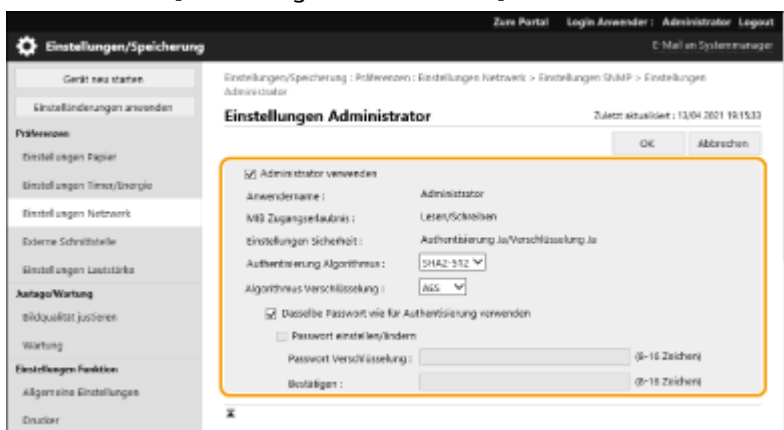 Zum Portal Login Anwender : Administrator Logout
Einstellungen/Speicherung
E-Mail an Systemmanager
Gerät neu starten
Einstelländerungen anwenden
Präferenzen
Einstellungen Papier
Einstellungen Timer/Energie
Einstellungen Netzwerk
Externe Schnittstelle
Einstellungen Lautstärke
Justage/Wartung
Bildqualität justieren
Wartung
Einstellungen Funktion
Allgemeine Einstellungen
Drucker
Einstellungen/Speicherung : Präferenzen : Einstellungen Netzwerk > Einstellungen SNMP > Einstellungen
Administrator
Einstellungen Administrator
Zuletzt aktualisiert : 13/04 2021 19:15:33
OK Abbrechen
Administrator verwenden
Anwendername : Administrator
MIB Zugangserlaubnis : Lesen/Schreiben
Einstellungen Sicherheit : Authentisierung Ja/Verschlüsselung Ja
Authentisierung Algorithmus : SHA2-512
Algorithmus Verschlüsselung : AES
Dasselbe Passwort wie für Authentisierung verwenden
Passwort einstellen/ändern
Passwort Verschlüsselung : (8-16 Zeichen)
Bestätigen : (8-16 Zeichen)